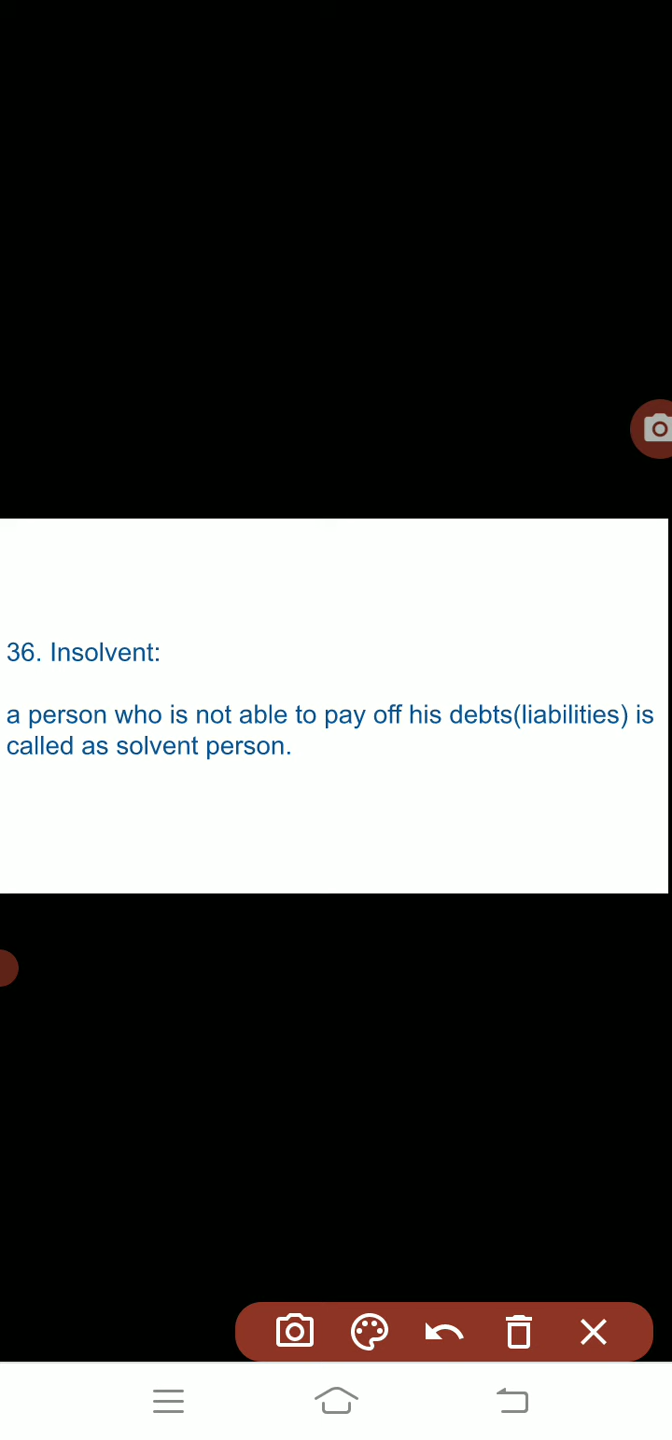 36. Insolvent:
a person who is not able to pay off his debts(liabilities) is
called as solvent person.